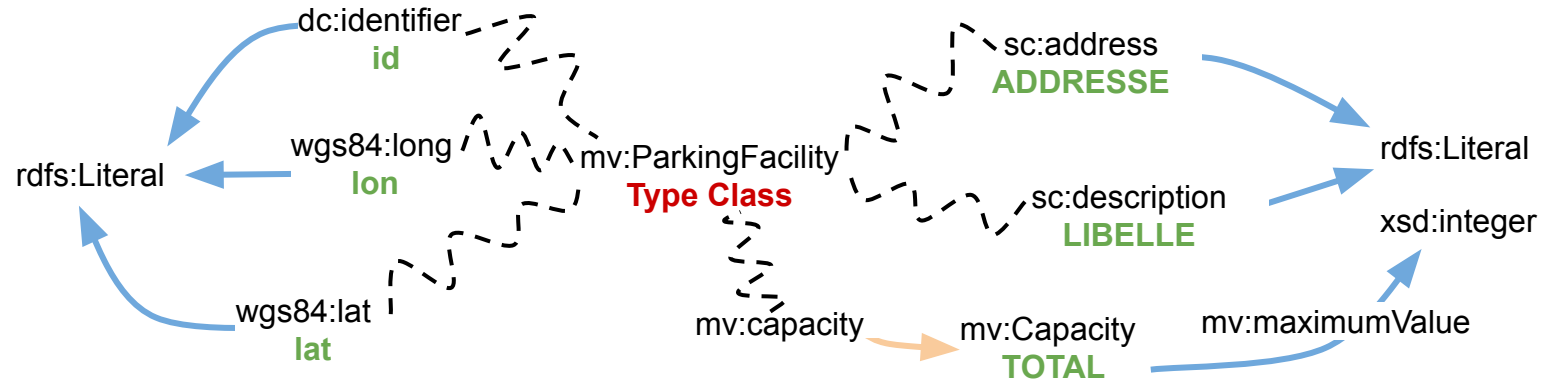 dc:identifier
id
wgs84:long
lon
rdfs:Literal
wgs84:lat
lat
mv:ParkingFacility
Type Class
sc:address
ADDRESSE
sc:description
LIBELLE
rdfs:Literal
xsd:integer
mv:capacity
mv:Capacity
TOTAL
mv:maximumValue